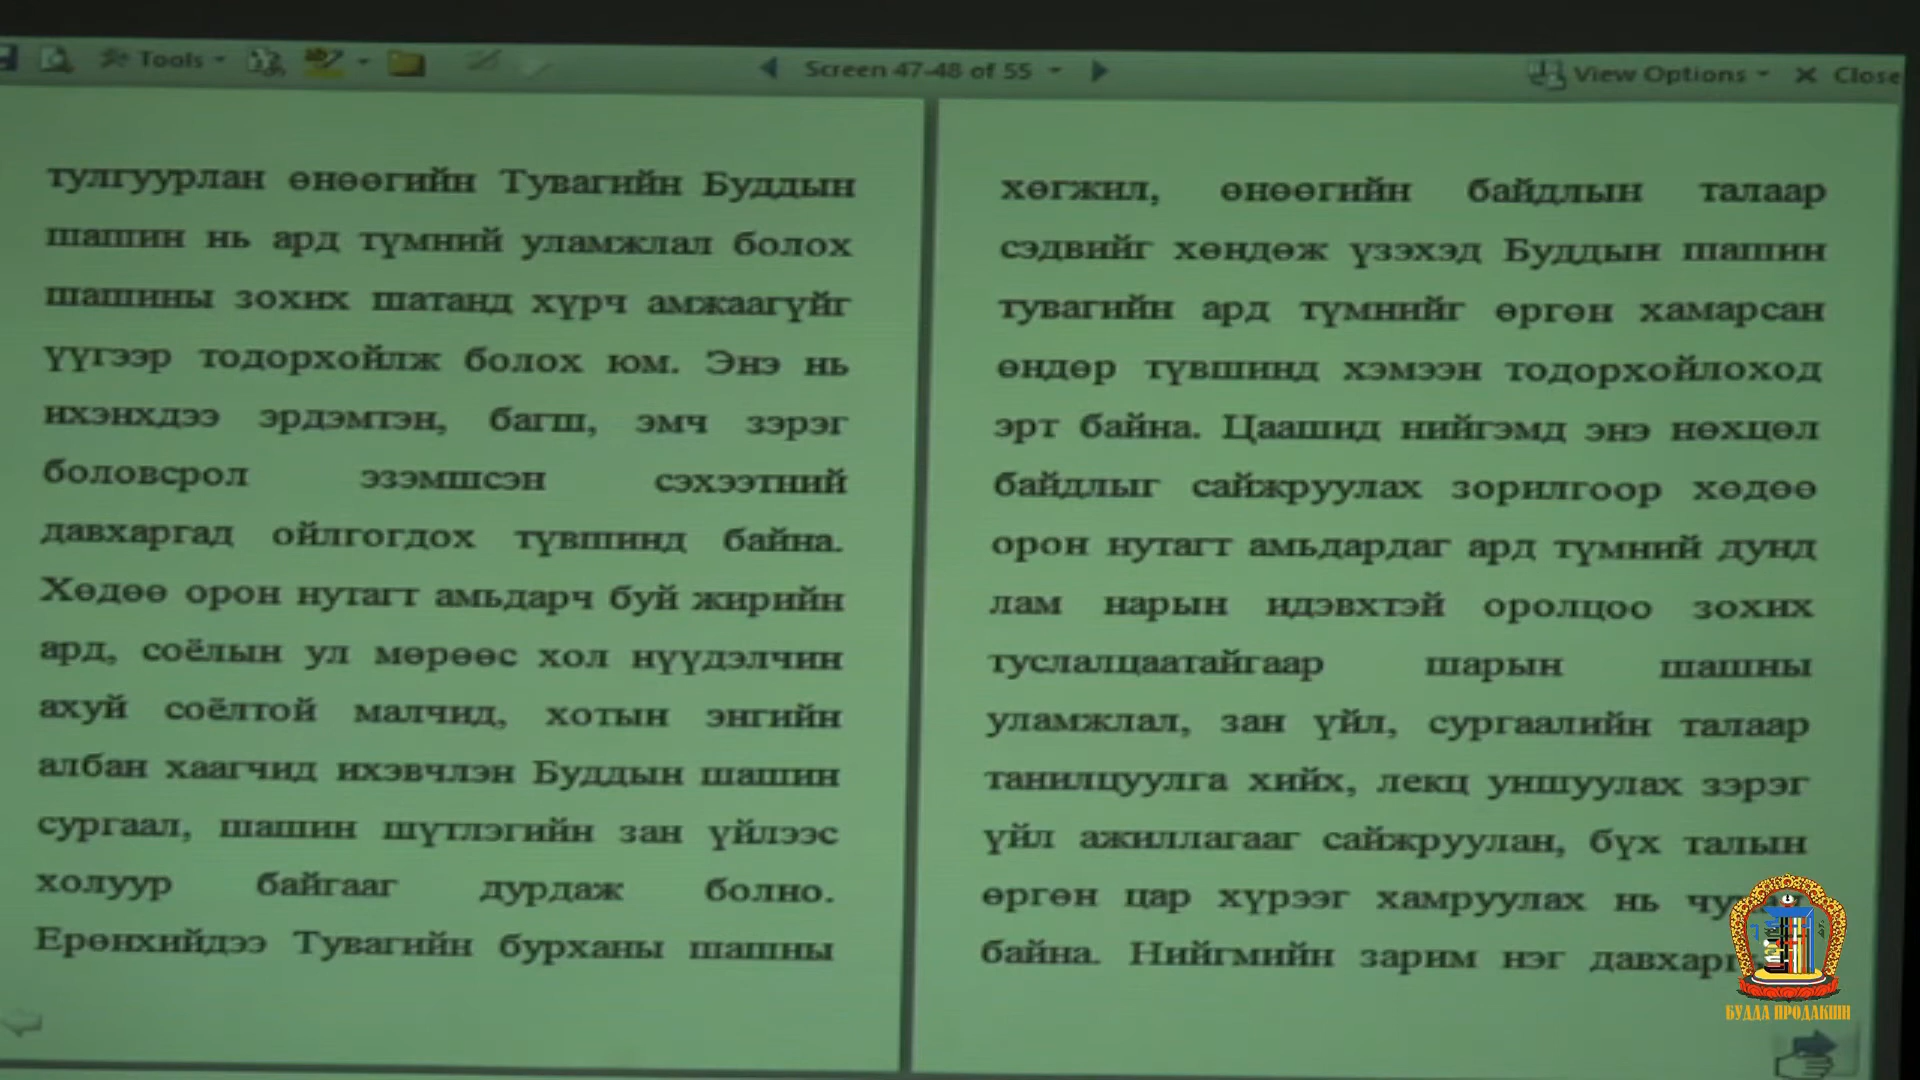 Tools
Screen 47-48 of 55
View Options
Close
тулгуурлан өнөөгийн Тувагийн Буддын
шашин нь ард түмний уламжлал болох
шашины зохих шатанд хүрч амжаагүйг
үүгээр тодорхойлж болох юм. Энэ нь
ихэнхдээ эрдэмтэн, багш, эмч зэрэг
боловсрол эзэмшсэн сэхээтний
давхаргад ойлгогдох түвшинд байна.
Хөдөө орон нутагт амьдарч буй жирийн
ард, соёлын ул мөрөөс хол нүүдэлчин
ахуй соёлтой малчид, хотын энгийн
албан хаагчид ихэвчлэн Буддын шашин
сургаал, шашин шүтлэгийн зан үйлээс
холуур байгааг дурдаж болно.
Ерөнхийдээ Тувагийн бурханы шашны
хөгжил, өнөөгийн байдлын талаар
сэдвийг хөндөж үзэхэд Буддын шашин
тувагийн ард түмнийг өргөн хамарсан
өндөр түвшинд хэмээн тодорхойлоход
эрт байна. Цаашид нийгэмд энэ нөхцөл
байдлыг сайжруулах зорилгоор хөдөө
орон нутагт амьдардаг ард түмний дунд
лам нарын идэвхтэй оролцоо зохих
туслалцаатайгаар шарын шашны
уламжлал, зан үйл, сургаалийн талаар
танилцуулга хийх, лекц уншуулах зэрэг
үйл ажиллагааг сайжруулан, бүх талын
өргөн цар хүрээг хамруулах нь
байна. Нийгмийн зарим нэг
БУДДА ПРОДАКШН